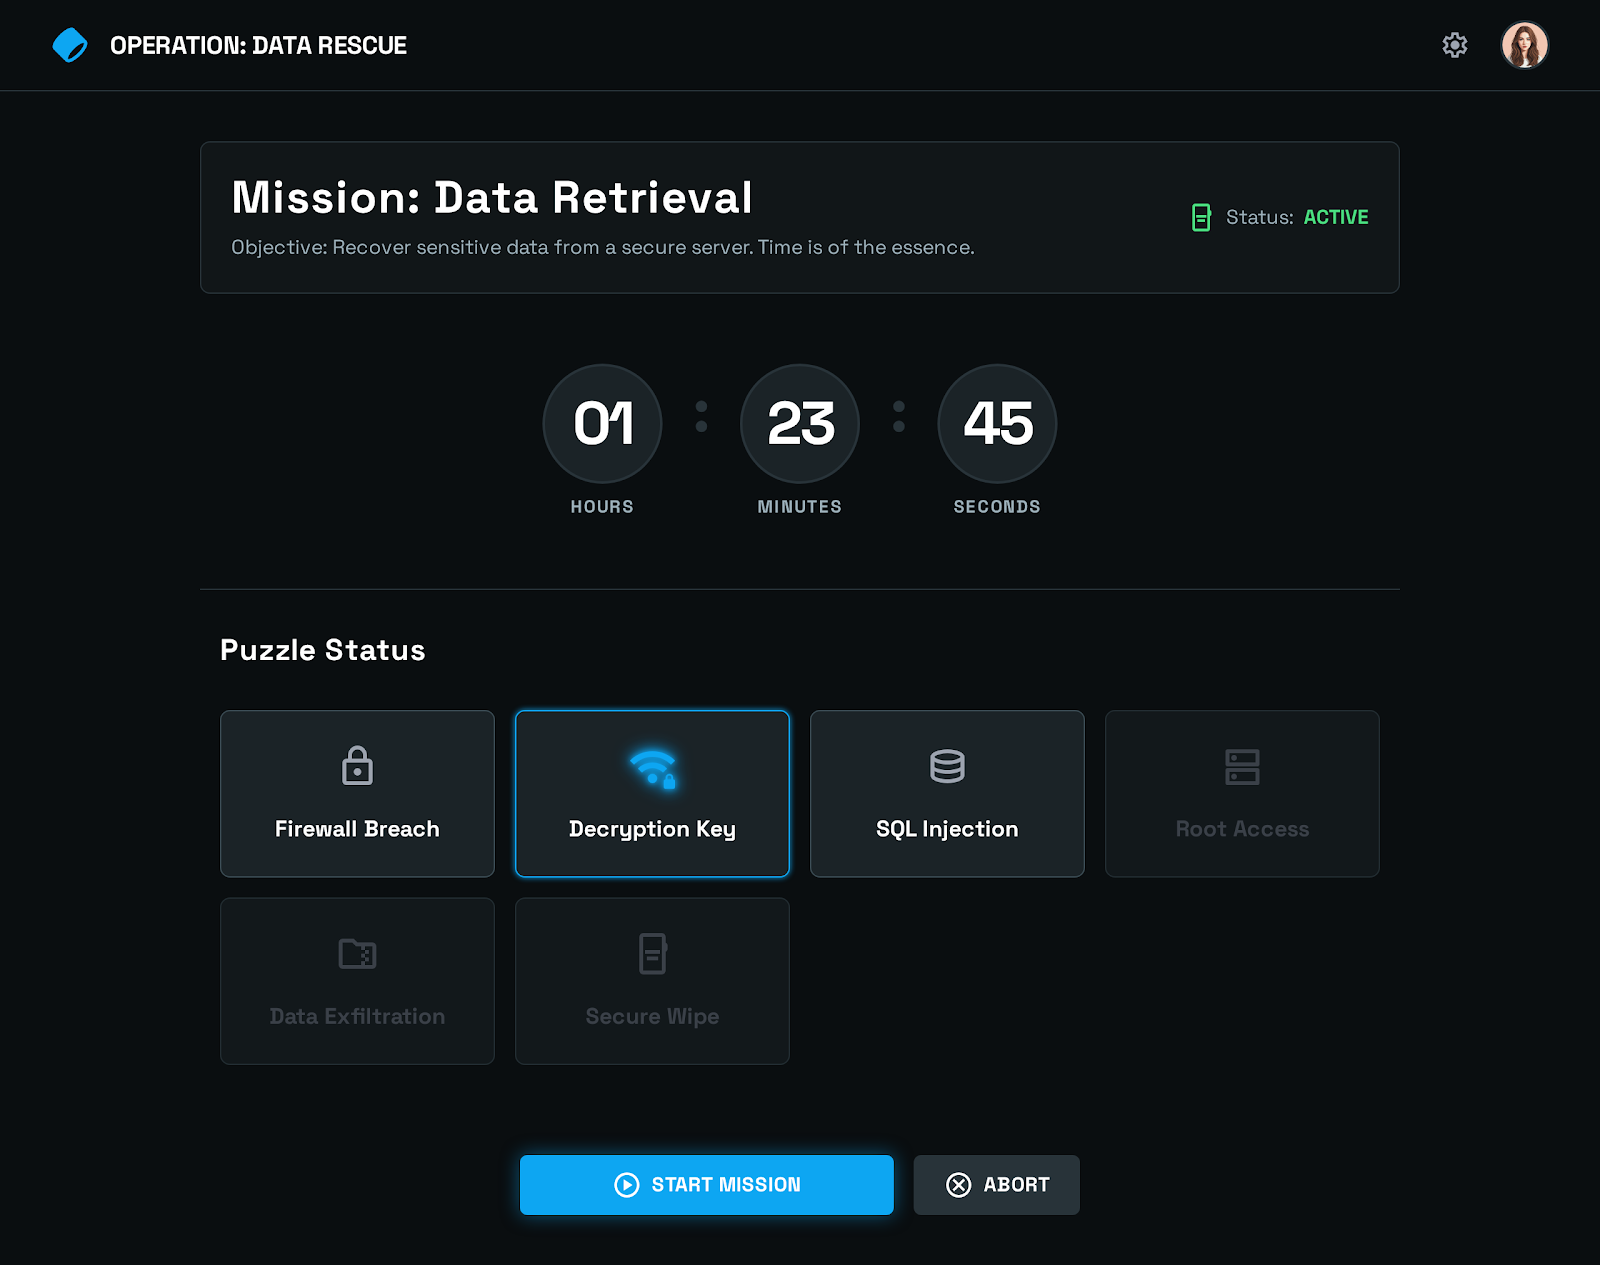 OPERATION: DATA RESCUE
Mission: Data Retrieval
Objective: Recover sensitive data from a secure server. Time is of the essence.
Status: ACTIVE
01 : 23 : 45
HOURS MINUTES SECONDS
Puzzle Status
Firewall Breach
Decryption Key
SQL Injection
Root Access
Data Exfiltration
Secure Wipe
START MISSION
ABORT